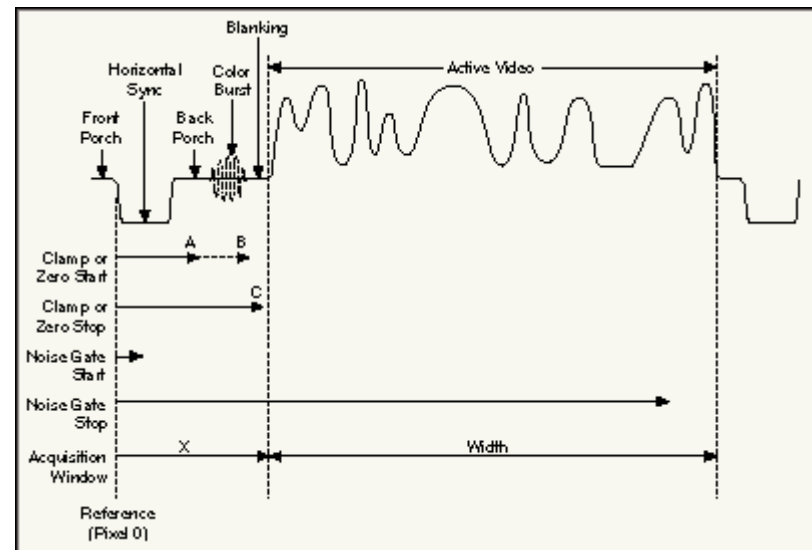 Blanking
Horizontal
Sync
Color
Burst
Active Video
Front
Porch
Back
Porch
A
B
Clamp or
Zero Start
C
Clamp or
Zero Stop
Noise Gate
Start
Noise Gate
Stop
X
Width
Acquisition
Window
Reference
(Pixel 0)